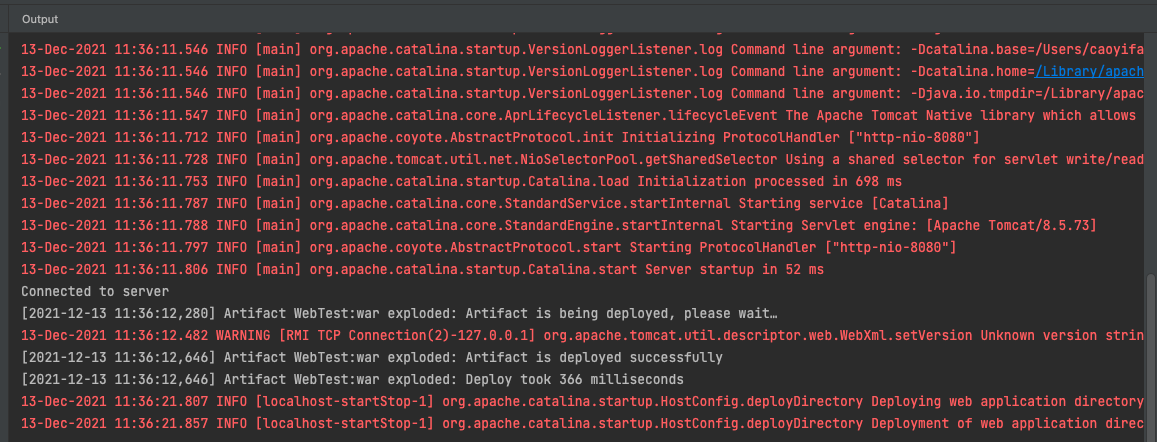 Output
13-Dec-2021 11:36:11.546 INFO [main] org.apache.catalina.startup.VersionLoggerListener.log Command line argument: -Dcatalina.base=/Users/caoyifa
13-Dec-2021 11:36:11.546 INFO [main] org.apache.catalina.startup.VersionLoggerListener.log Command line argument: -Dcatalina.home=/Library/apach
13-Dec-2021 11:36:11.546 INFO [main] org.apache.catalina.startup.VersionLoggerListener.log Command line argument: -Djava.io.tmpdir=/Library/apac
13-Dec-2021 11:36:11.547 INFO [main] org.apache.catalina.core.AprLifecycleListener.lifecycleEvent The Apache Tomcat Native library which allows
13-Dec-2021 11:36:11.712 INFO [main] org.apache.coyote.AbstractProtocol.init Initializing ProtocolHandler ["http-nio-8080"]
13-Dec-2021 11:36:11.728 INFO [main] org.apache.tomcat.util.net.NioSelectorPool.getSharedSelector Using a shared selector for servlet write/read
13-Dec-2021 11:36:11.753 INFO [main] org.apache.catalina.startup.Catalina.load Initialization processed in 698 ms
13-Dec-2021 11:36:11.787 INFO [main] org.apache.catalina.core.StandardService.startInternal Starting service [Catalina]
13-Dec-2021 11:36:11.788 INFO [main] org.apache.catalina.core.StandardEngine.startInternal Starting Servlet engine: [Apache Tomcat/8.5.73]
13-Dec-2021 11:36:11.797 INFO [main] org.apache.coyote.AbstractProtocol.start Starting ProtocolHandler ["http-nio-8080"]
13-Dec-2021 11:36:11.806 INFO [main] org.apache.catalina.startup.Catalina.start Server startup in 52 ms
Connected to server
[2021-12-13 11:36:12,280] Artifact WebTest:war exploded: Artifact is being deployed, please wait…
13-Dec-2021 11:36:12.482 WARNING [RMI TCP Connection(2)-127.0.0.1] org.apache.tomcat.util.descriptor.web.WebXml.setVersion Unknown version strin
[2021-12-13 11:36:12,646] Artifact WebTest:war exploded: Artifact is deployed successfully
[2021-12-13 11:36:12,646] Artifact WebTest:war exploded: Deploy took 366 milliseconds
13-Dec-2021 11:36:21.807 INFO [localhost-startStop-1] org.apache.catalina.startup.HostConfig.deployDirectory Deploying web application directory
13-Dec-2021 11:36:21.857 INFO [localhost-startStop-1] org.apache.catalina.startup.HostConfig.deployDirectory Deployment of web application direc